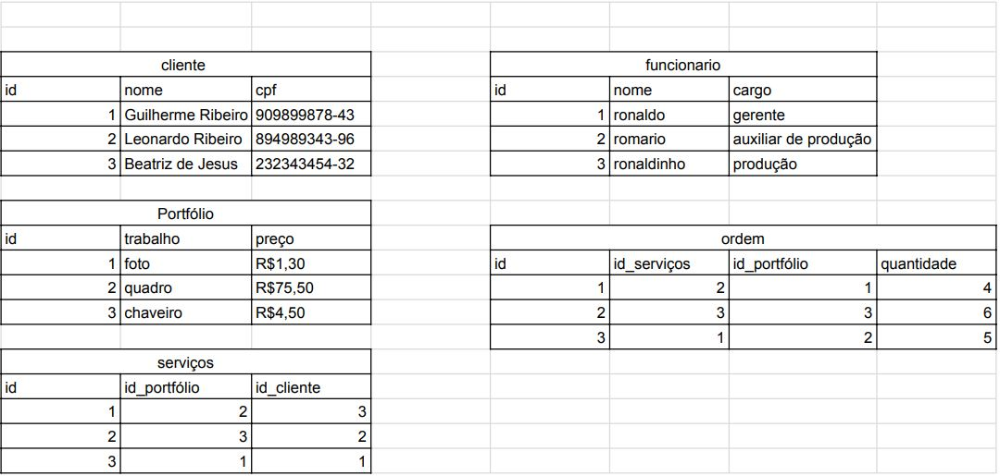 cliente
id nome cpf
1 Guilherme Ribeiro 909899878-43
2 Leonardo Ribeiro 894989343-96
3 Beatriz de Jesus 232343454-32
funcionario
id nome cargo
1 ronaldo gerente
2 romario auxiliar de produção
3 ronaldinho produção
Portfólio
id trabalho preço
1 foto R$1,30
2 quadro R$75,50
3 chaveiro R$4,50
ordem
id id_serviços id_portfólio quantidade
1 2 1 4
2 3 3 6
3 1 2 5
serviços
id id_portfólio id_cliente
1 2 3
2 3 2
3 1 1